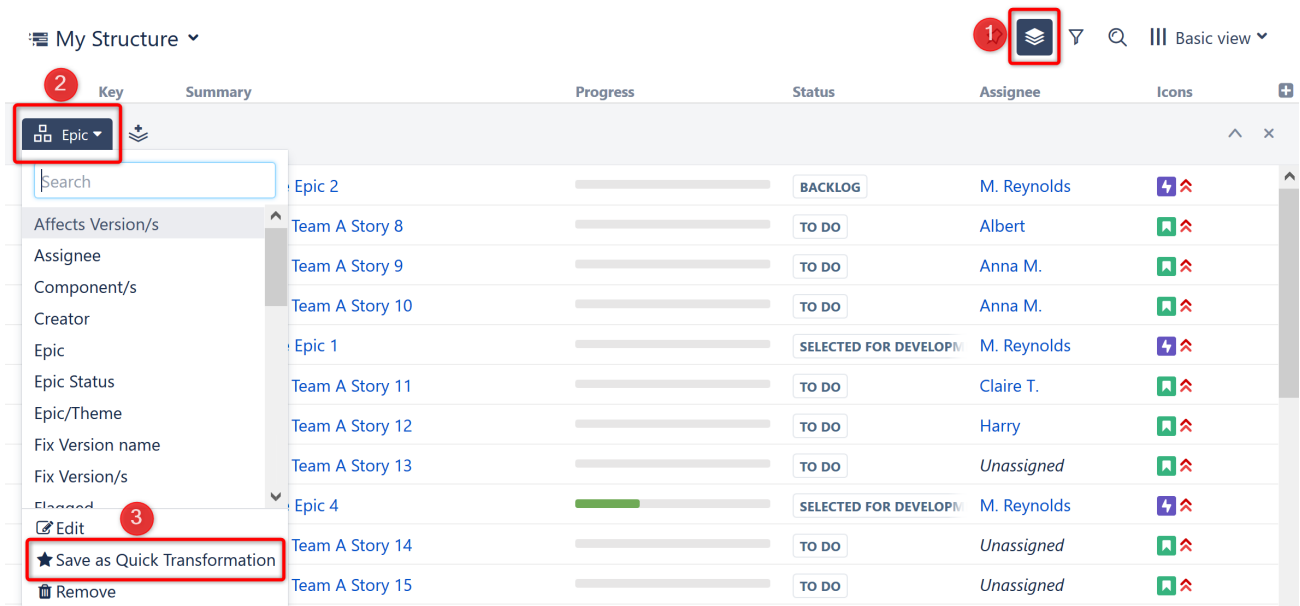 My Structure
1
Basic view
2
Key Summary Progress Status Assignee Icons
Epic
Search
Affects Version/s
Assignee
Component/s
Creator
Epic
Epic Status
Epic/Theme
Fix Version name
Fix Version/s
Flagged
3
Edit
Save as Quick Transformation
Remove
Epic 2 BACKLOG M. Reynolds
Team A Story 8 TO DO Albert
Team A Story 9 TO DO Anna M.
Team A Story 10 TO DO Anna M.
Epic 1 SELECTED FOR DEVELOPM M. Reynolds
Team A Story 11 TO DO Claire T.
Team A Story 12 TO DO Harry
Team A Story 13 TO DO Unassigned
Epic 4 SELECTED FOR DEVELOPM M. Reynolds
Team A Story 14 TO DO Unassigned
Team A Story 15 TO DO Unassigned